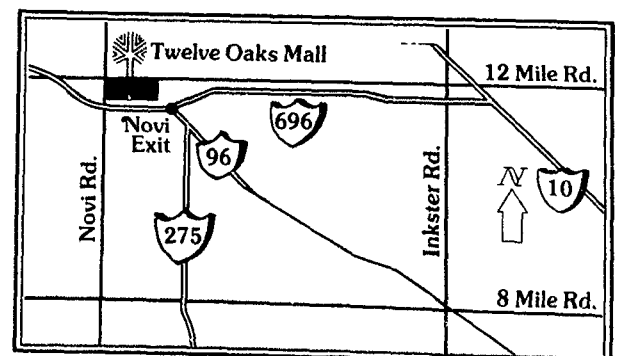 Twelve Oaks Mall
12 Mile Rd.
Novi
Exit
696
96
N
10
Novi Rd.
275
Inkster Rd.
8 Mile Rd.